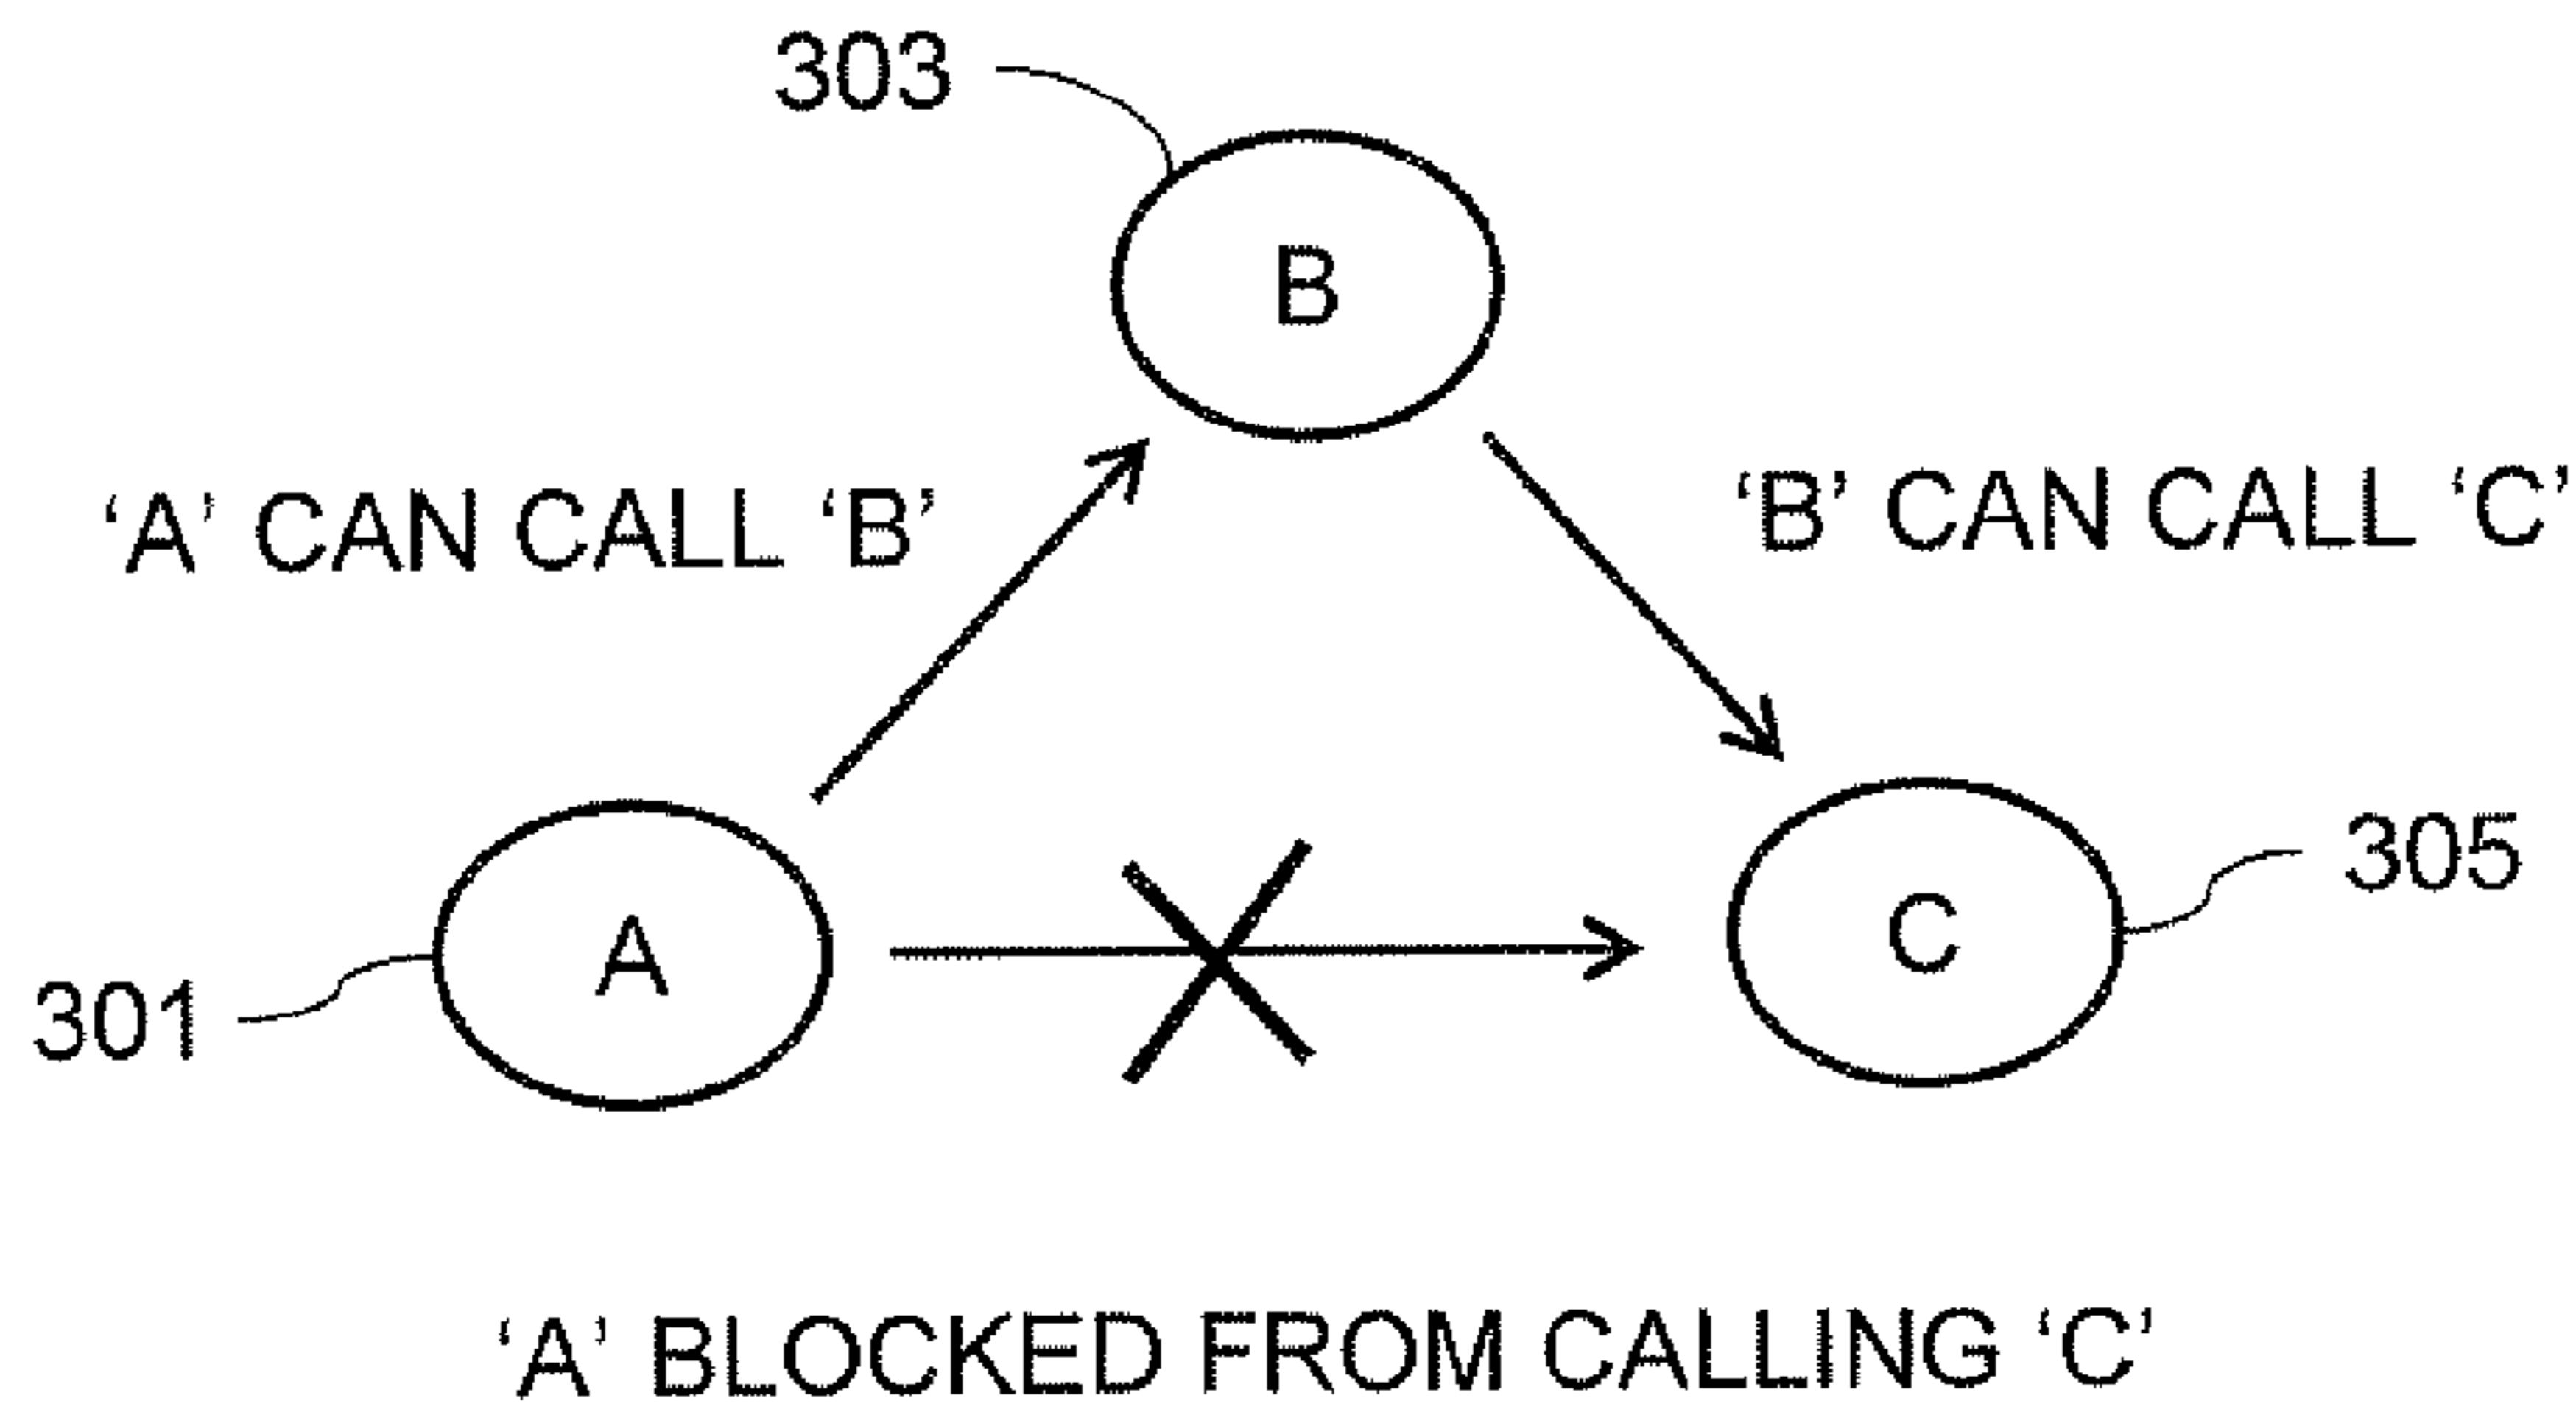 303
B
‘A’ CAN CALL ‘B’
‘B’ CAN CALL ‘C’
305
A
C
301
‘A’ BLOCKED FROM CALLING ‘C’